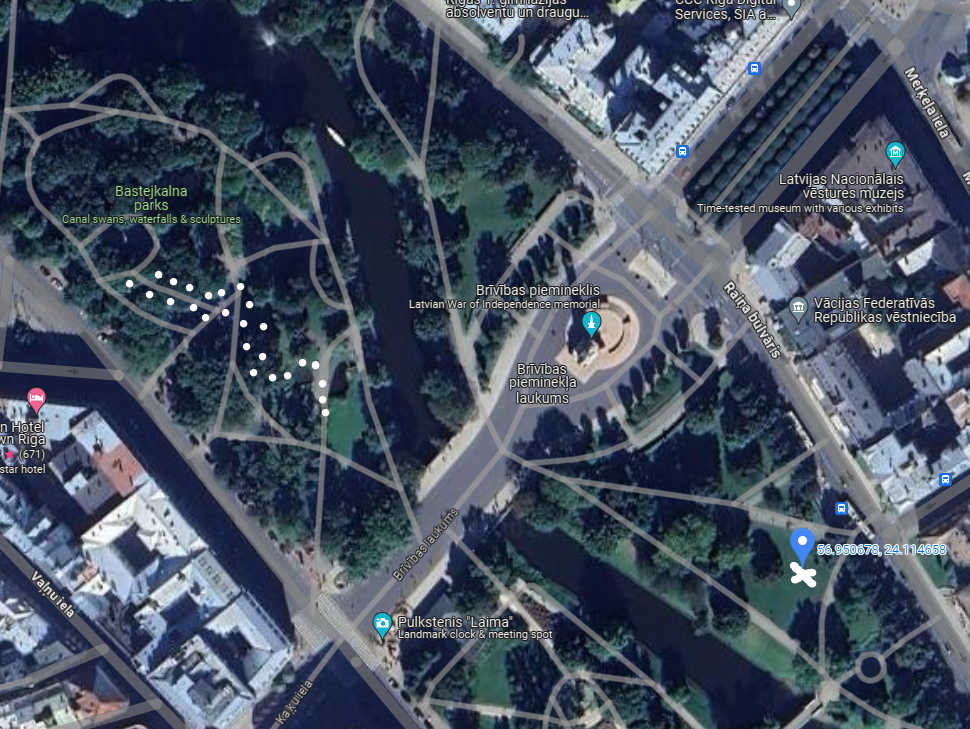 Rīgas 1. ģimnāzijas
absolventu un draugu...
CCC Riga Digital
Services, SIA a...
Merķeļa iela
Latvijas Nacionālais
vēstures muzejs
Time-tested museum with various exhibits
Bastejkalna
parks
Canal swans, waterfalls & sculptures
Brīvības piemineklis
Latvian War of Independence memorial
Raiņa bulvāris
Vācijas Federatīvās
Republikas vēstniecība
Brīvības
pieminekļa
laukums
n Hotel
wn Riga
(671)
star hotel
Brīvības laukums
56.950678, 24.114658
Vaļņu iela
Pulkstenis "Laima"
Landmark clock & meeting spot
Kaļķu iela